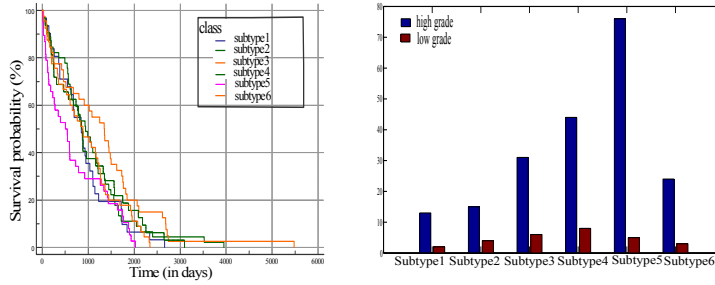 class
subtype1
subtype2
subtype3
subtype4
subtype5
subtype6
Survival probability (%)
100
80
60
40
20
0
0 1000 2000 3000 4000 5000 6000
Time (in days)
high grade
low grade
80
70
60
50
40
30
20
10
0
Subtype1 Subtype2 Subtype3 Subtype4 Subtype5 Subtype6